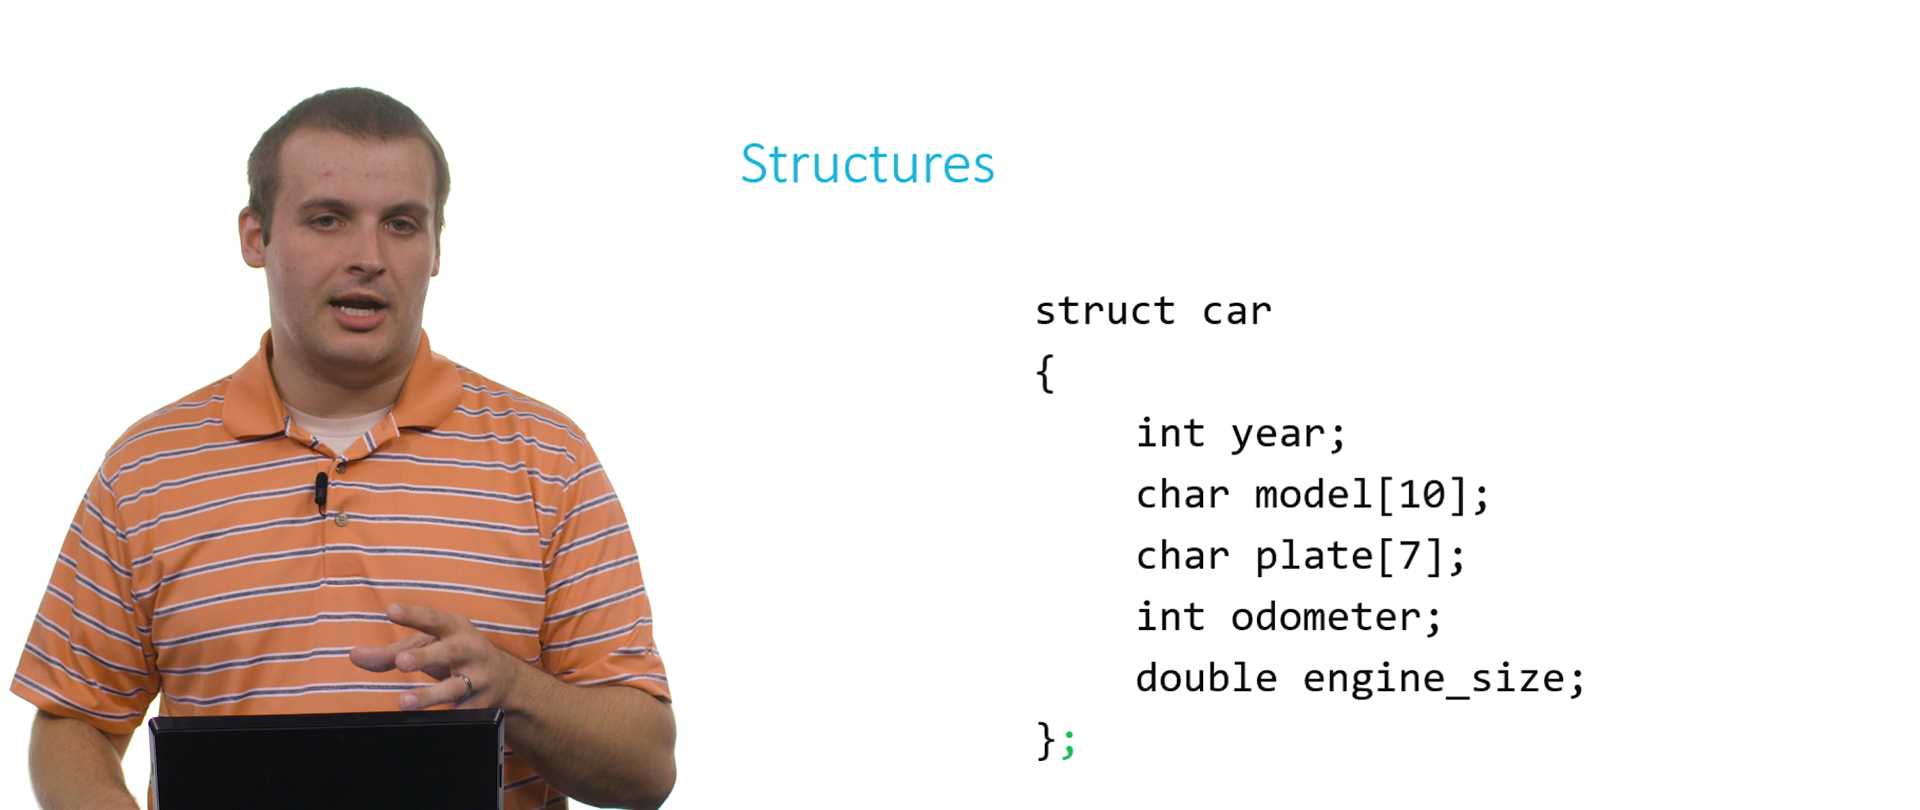 Structures
struct car
{
int year;
char model[10];
char plate[7];
int odometer;
double engine_size;
};